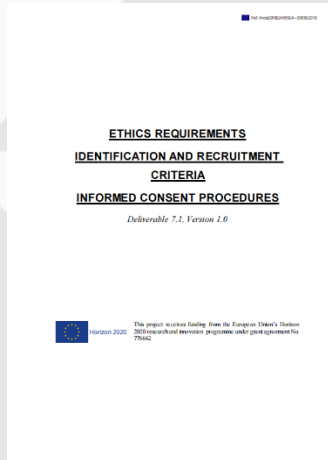 ETHICS REQUIREMENTS
IDENTIFICATION AND RECRUITMENT
CRITERIA
INFORMED CONSENT PROCEDURES
Deliverable 7.1, Version 1.0
Horizon 2020
This project receives funding from the European Union's Horizon
2020 research and innovation programme under grant agreement No